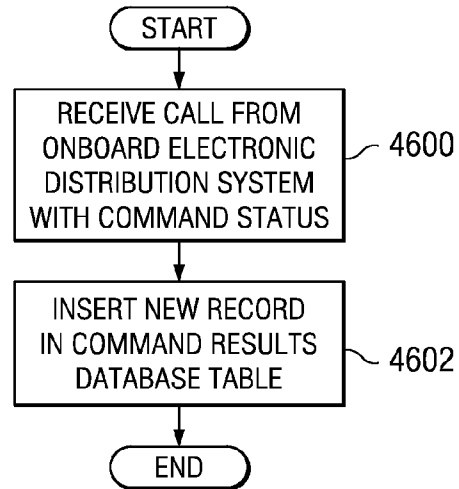 START
RECEIVE CALL FROM
ONBOARD ELECTRONIC
DISTRIBUTION SYSTEM
WITH COMMAND STATUS
4600
INSERT NEW RECORD
IN COMMAND RESULTS
DATABASE TABLE
4602
END